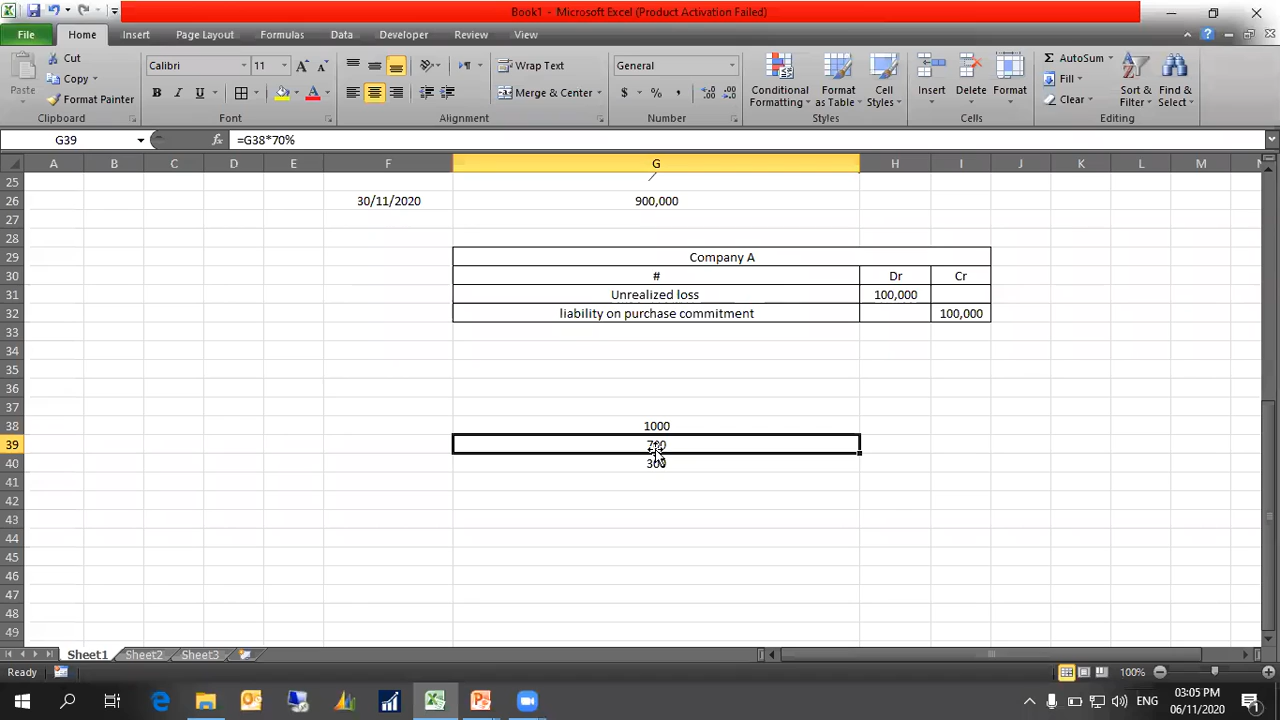 Book1 - Microsoft Excel (Product Activation Failed)
File Home Insert Page Layout Formulas Data Developer Review View
Paste Cut Copy Format Painter Clipboard
Calibri 11 B I U A A A Font
Wrap Text Merge & Center Alignment
General $ % , Number
Conditional Formatting Format as Table Cell Styles Styles
Insert Delete Format Cells
Σ AutoSum Fill Clear Sort & Filter Find & Select Editing
G39 fx =G38*70%
A B C D E F G H I J K L M
25
26 30/11/2020 900,000
27
28
29 Company A
30 # Dr Cr
31 Unrealized loss 100,000
32 liability on purchase commitment 100,000
33
34
35
36
37
38 1000
39 700
40 300
41
42
43
44
45
46
47
48
49
Sheet1 Sheet2 Sheet3
Ready 100%
ENG 03:05 PM
06/11/2020